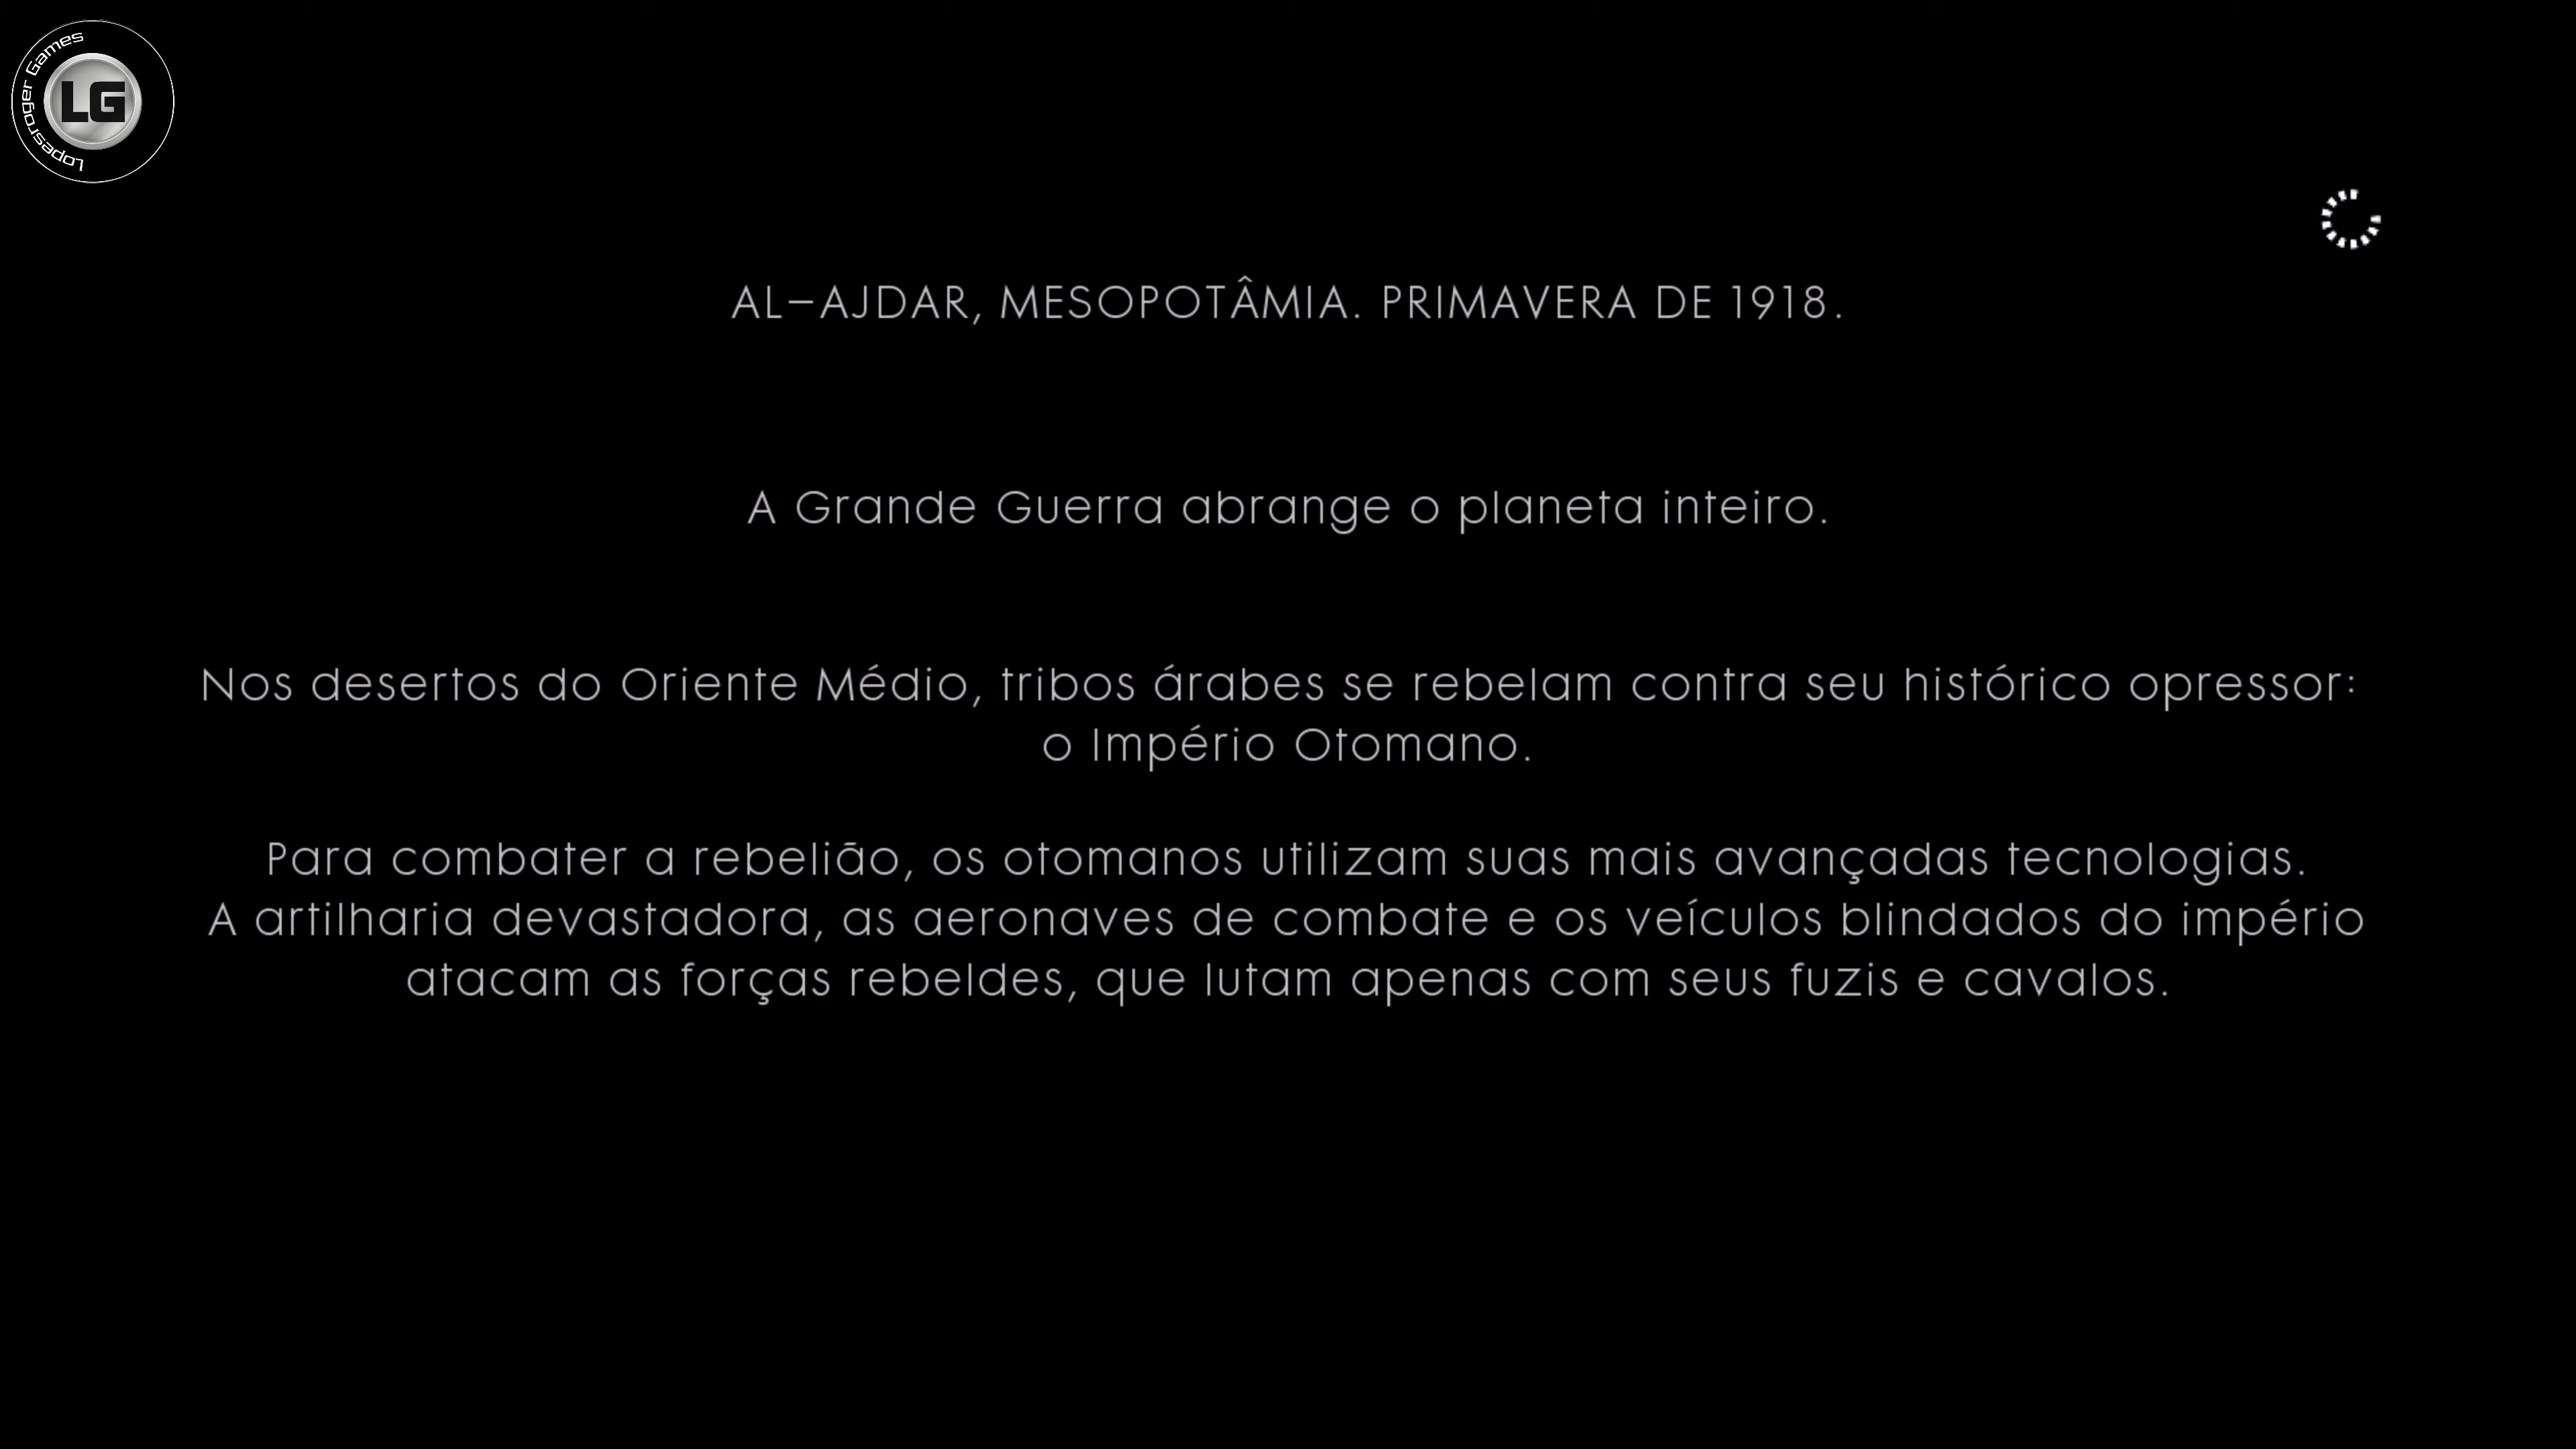 Lopesroger Games
LG
AL-AJDAR, MESOPOTÂMIA. PRIMAVERA DE 1918.
A Grande Guerra abrange o planeta inteiro.
Nos desertos do Oriente Médio, tribos árabes se rebelam contra seu histórico opressor:
o Império Otomano.
Para combater a rebelião, os otomanos utilizam suas mais avançadas tecnologias.
A artilharia devastadora, as aeronaves de combate e os veículos blindados do império
atacam as forças rebeldes, que lutam apenas com seus fuzis e cavalos.